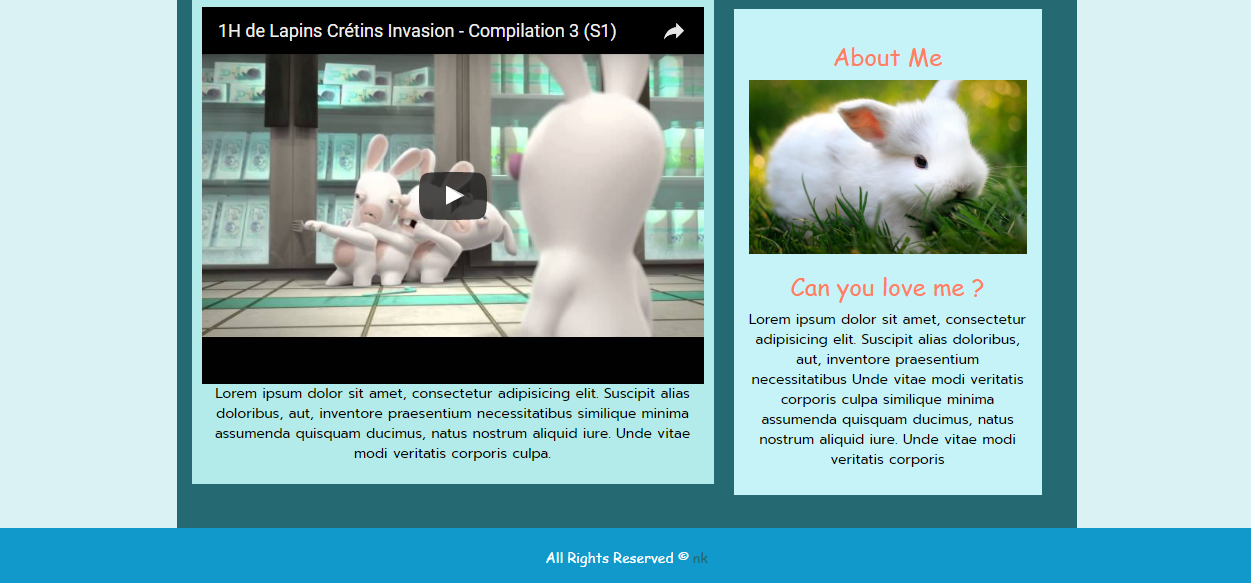 1H de Lapins Crétins Invasion - Compilation 3 (S1)
Lorem ipsum dolor sit amet, consectetur adipisicing elit. Suscipit alias
doloribus, aut, inventore praesentium necessitatibus similique minima
assumenda quisquam ducimus, natus nostrum aliquid iure. Unde vitae
modi veritatis corporis culpa.
About Me
Can you love me ?
Lorem ipsum dolor sit amet, consectetur
adipisicing elit. Suscipit alias doloribus,
aut, inventore praesentium
necessitatibus Unde vitae modi veritatis
corporis culpa similique minima
assumenda quisquam ducimus, natus
nostrum aliquid iure. Unde vitae modi
veritatis corporis
All Rights Reserved © nk